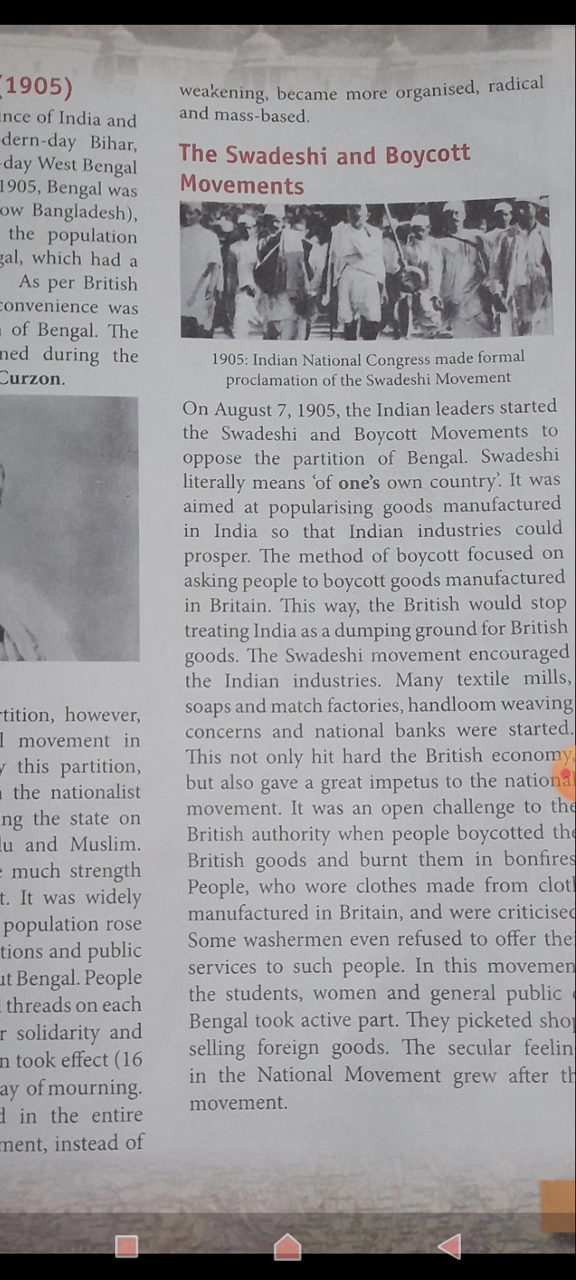 (1905)
ince of India and
dern-day Bihar,
-day West Bengal
1905, Bengal was
ow Bangladesh),
the population
gal, which had a
As per British
convenience was
of Bengal. The
ned during the
Curzon.
rtition, however,
l movement in
y this partition,
the nationalist
ng the state on
lu and Muslim.
much strength
t. It was widely
population rose
tions and public
ut Bengal. People
threads on each
r solidarity and
n took effect (16
ay of mourning.
d in the entire
ment, instead of
weakening, became more organised, radical
and mass-based.
The Swadeshi and Boycott
Movements
1905: Indian National Congress made formal
proclamation of the Swadeshi Movement
On August 7, 1905, the Indian leaders started
the Swadeshi and Boycott Movements to
oppose the partition of Bengal. Swadeshi
literally means ‘of one’s own country’. It was
aimed at popularising goods manufactured
in India so that Indian industries could
prosper. The method of boycott focused on
asking people to boycott goods manufactured
in Britain. This way, the British would stop
treating India as a dumping ground for British
goods. The Swadeshi movement encouraged
the Indian industries. Many textile mills,
soaps and match factories, handloom weaving
concerns and national banks were started.
This not only hit hard the British economy,
but also gave a great impetus to the national
movement. It was an open challenge to the
British authority when people boycotted the
British goods and burnt them in bonfires
People, who wore clothes made from clot
manufactured in Britain, and were criticised
Some washermen even refused to offer thei
services to such people. In this movemen
the students, women and general public
Bengal took active part. They picketed shop
selling foreign goods. The secular feelin
in the National Movement grew after th
movement.